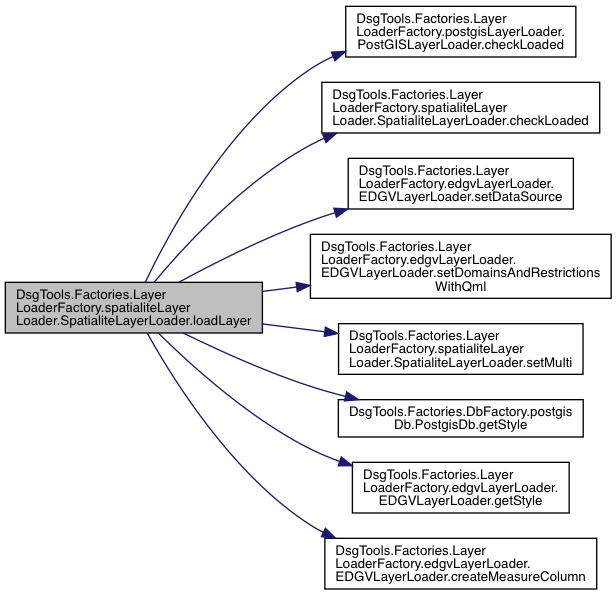 DsgTools.Factories.Layer
LoaderFactory.postgisLayerLoader.
PostGISLayerLoader.checkLoaded
DsgTools.Factories.Layer
LoaderFactory.spatialiteLayer
Loader.SpatialiteLayerLoader.checkLoaded
DsgTools.Factories.Layer
LoaderFactory.edgvLayerLoader.
EDGVLayerLoader.setDataSource
DsgTools.Factories.Layer
LoaderFactory.edgvLayerLoader.
EDGVLayerLoader.setDomainsAndRestrictions
WithQml
DsgTools.Factories.Layer
LoaderFactory.spatialiteLayer
Loader.SpatialiteLayerLoader.loadLayer
DsgTools.Factories.Layer
LoaderFactory.spatialiteLayer
Loader.SpatialiteLayerLoader.setMulti
DsgTools.Factories.DbFactory.postgis
Db.PostgisDb.getStyle
DsgTools.Factories.Layer
LoaderFactory.edgvLayerLoader.
EDGVLayerLoader.getStyle
DsgTools.Factories.Layer
LoaderFactory.edgvLayerLoader.
EDGVLayerLoader.createMeasureColumn